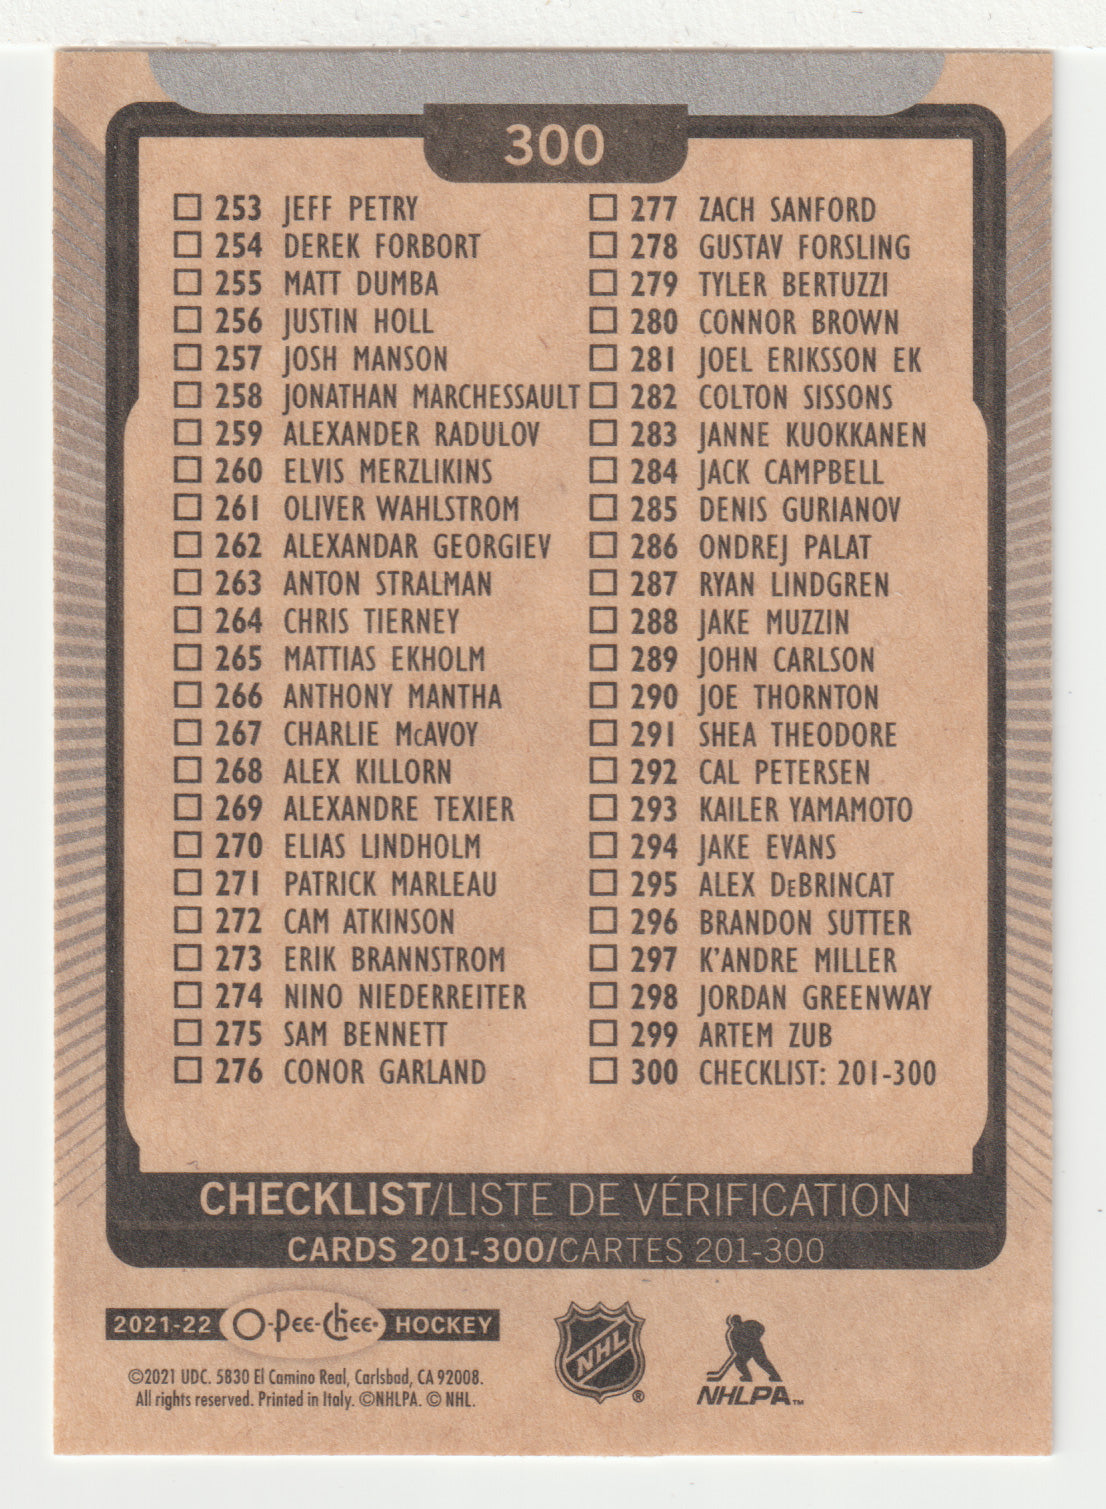 300
253 JEFF PETRY
254 DEREK FORBORT
255 MATT DUMBA
256 JUSTIN HOLL
257 JOSH MANSON
258 JONATHAN MARCHESSAULT
259 ALEXANDER RADULOV
260 ELVIS MERZLIKINS
261 OLIVER WAHLSTROM
262 ALEXANDAR GEORGIEV
263 ANTON STRALMAN
264 CHRIS TIERNEY
265 MATTIAS EKHOLM
266 ANTHONY MANTHA
267 CHARLIE McAVOY
268 ALEX KILLORN
269 ALEXANDRE TEXIER
270 ELIAS LINDHOLM
271 PATRICK MARLEAU
272 CAM ATKINSON
273 ERIK BRANNSTROM
274 NINO NIEDERREITER
275 SAM BENNETT
276 CONOR GARLAND
277 ZACH SANFORD
278 GUSTAV FORSLING
279 TYLER BERTUZZI
280 CONNOR BROWN
281 JOEL ERIKSSON EK
282 COLTON SISSONS
283 JANNE KUOKKANEN
284 JACK CAMPBELL
285 DENIS GURIANOV
286 ONDREJ PALAT
287 RYAN LINDGREN
288 JAKE MUZZIN
289 JOHN CARLSON
290 JOE THORNTON
291 SHEA THEODORE
292 CAL PETERSEN
293 KAILER YAMAMOTO
294 JAKE EVANS
295 ALEX DeBRINCAT
296 BRANDON SUTTER
297 K'ANDRE MILLER
298 JORDAN GREENWAY
299 ARTEM ZUB
300 CHECKLIST: 201-300
CHECKLIST/LISTE DE VÉRIFICATION
CARDS 201-300/CARTES 201-300
2021-22 O-Pee-Chee HOCKEY
©2021 UDC. 5830 El Camino Real, Carlsbad, CA 92008.
All rights reserved. Printed in Italy. ©NHLPA. © NHL.
NHL ®
NHLPA™